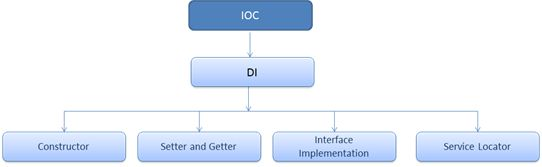 IOC
DI
Constructor
Setter and Getter
Interface
Implementation
Service Locator